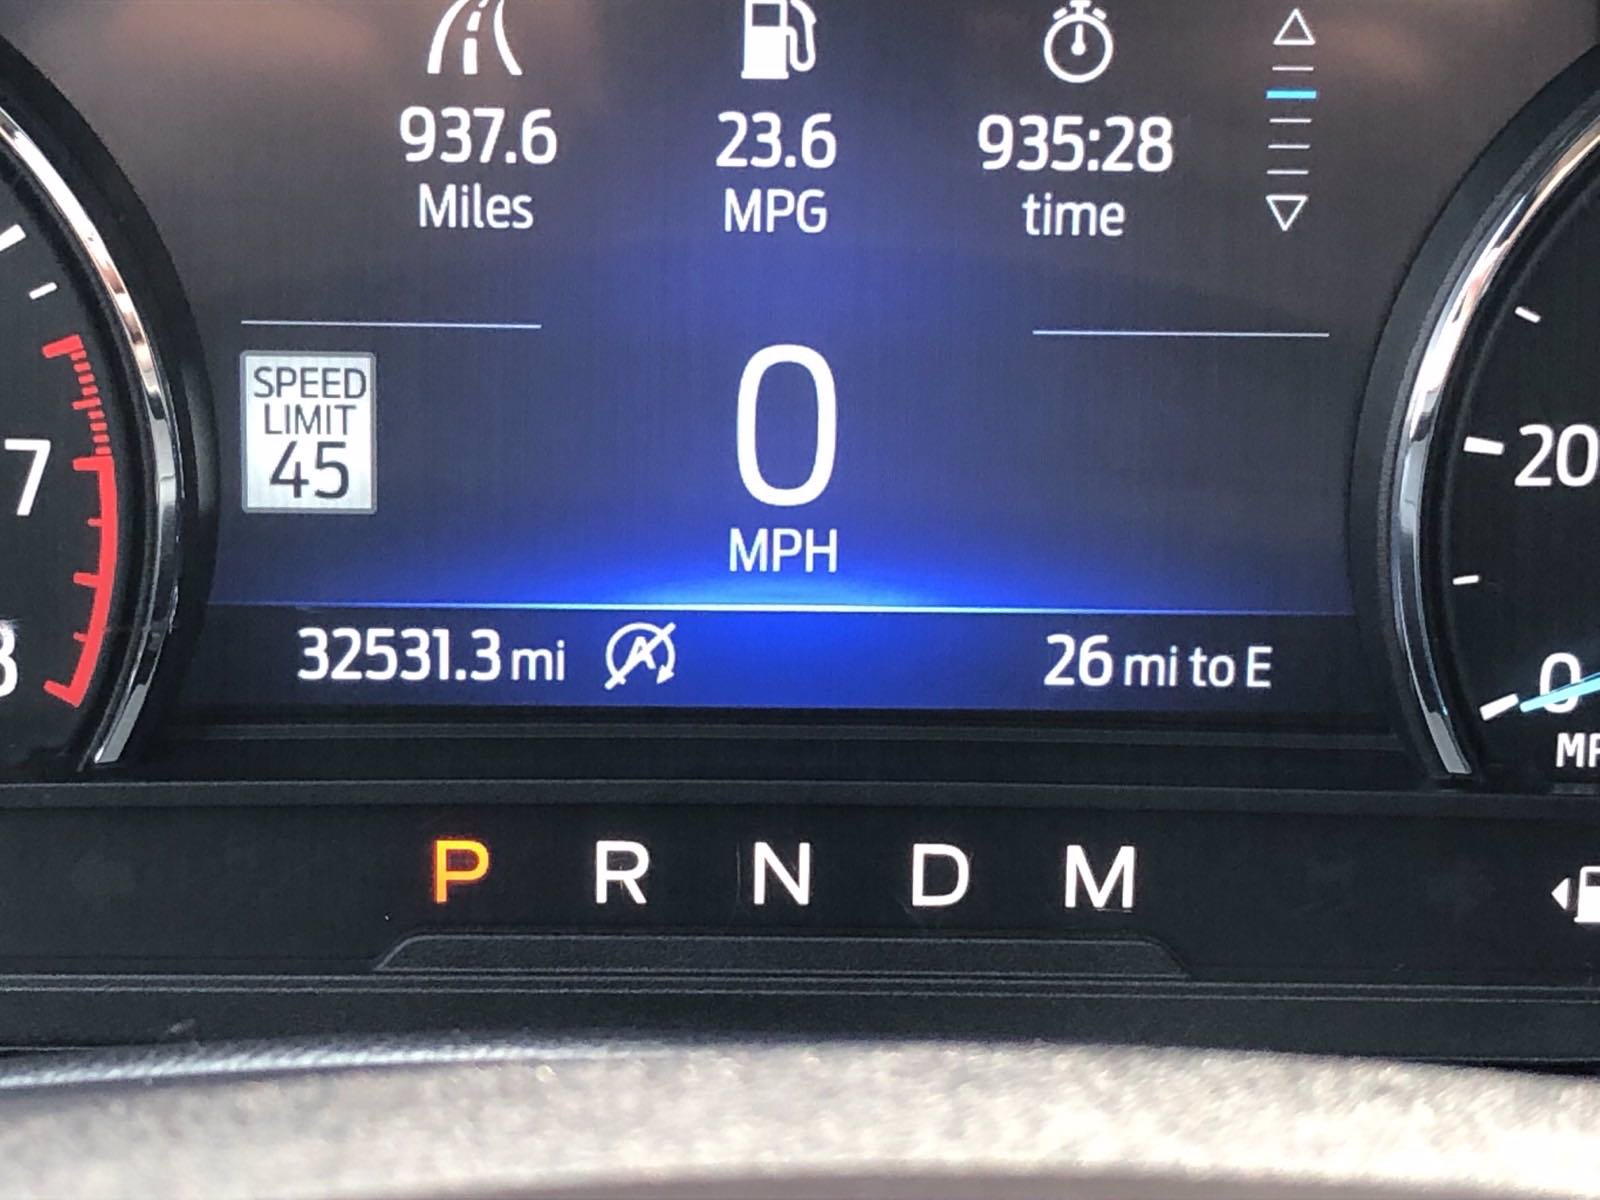 937.6 23.6 935:28
Miles MPG time
SPEED
LIMIT
45
0
MPH
7
20
32531.3 mi A 26 mi to E
8
0
P R N D M